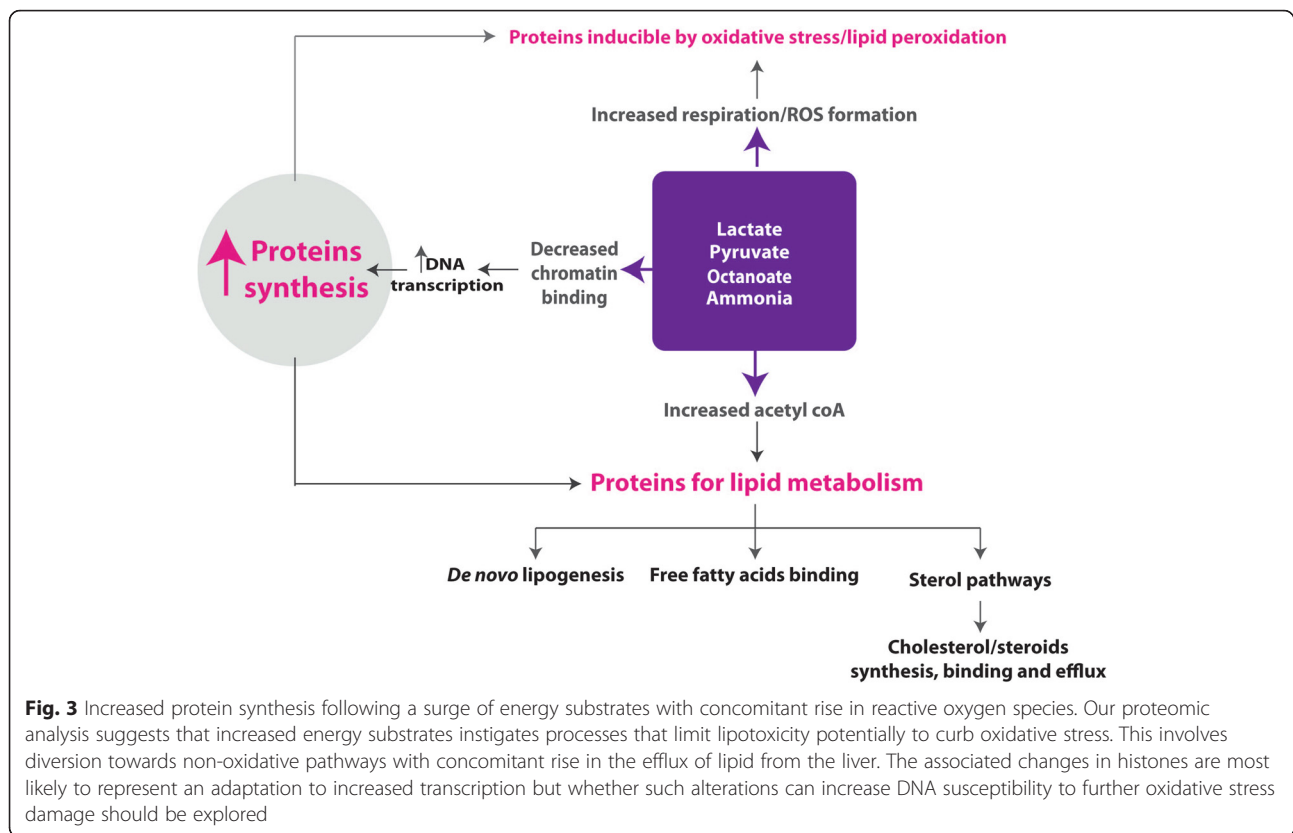 Proteins inducible by oxidative stress/lipid peroxidation
Increased respiration/ROS formation
Proteins
synthesis
DNA
transcription
Decreased
chromatin
binding
Lactate
Pyruvate
Octanoate
Ammonia
Increased acetyl coA
Proteins for lipid metabolism
De novo lipogenesis
Free fatty acids binding
Sterol pathways
Cholesterol/steroids
synthesis, binding and efflux
Fig. 3 Increased protein synthesis following a surge of energy substrates with concomitant rise in reactive oxygen species. Our proteomic
analysis suggests that increased energy substrates instigates processes that limit lipotoxicity potentially to curb oxidative stress. This involves
diversion towards non-oxidative pathways with concomitant rise in the efflux of lipid from the liver. The associated changes in histones are most
likely to represent an adaptation to increased transcription but whether such alterations can increase DNA susceptibility to further oxidative stress
damage should be explored